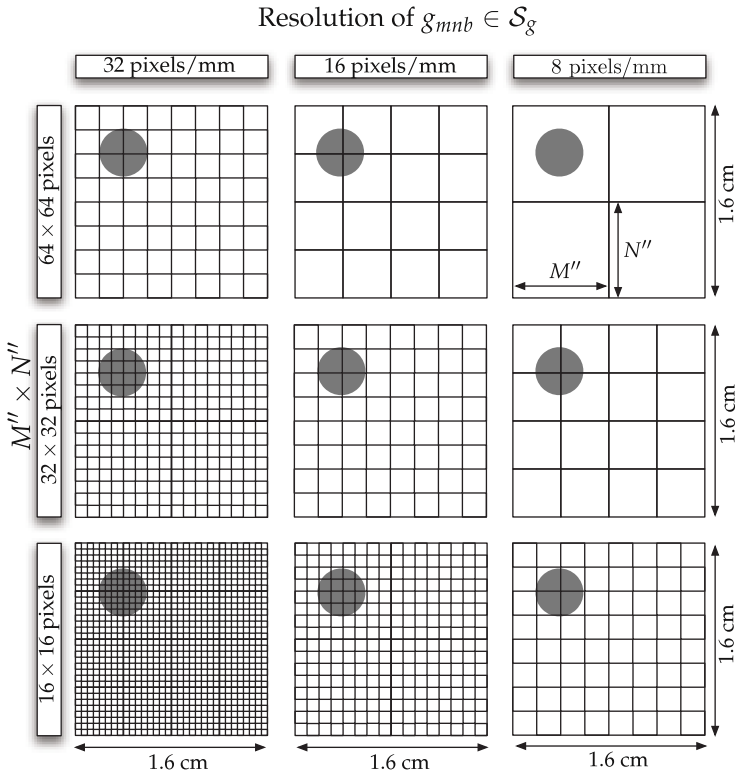 Resolution of g_{mnb} ∈ S_g
32 pixels/mm
16 pixels/mm
8 pixels/mm
M″ × N″
64 × 64 pixels
M″
N″
1.6 cm
32 × 32 pixels
1.6 cm
16 × 16 pixels
1.6 cm
1.6 cm
1.6 cm
1.6 cm